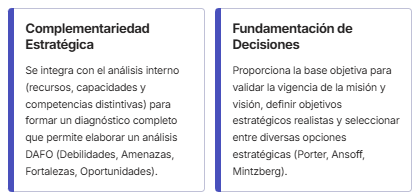 Complementariedad
Estratégica
Se integra con el análisis interno
(recursos, capacidades y
competencias distintivas) para
formar un diagnóstico completo
que permite elaborar un análisis
DAFO (Debilidades, Amenazas,
Fortalezas, Oportunidades).
Fundamentación de
Decisiones
Proporciona la base objetiva para
validar la vigencia de la misión y
visión, definir objetivos
estratégicos realistas y seleccionar
entre diversas opciones
estratégicas (Porter, Ansoff,
Mintzberg).